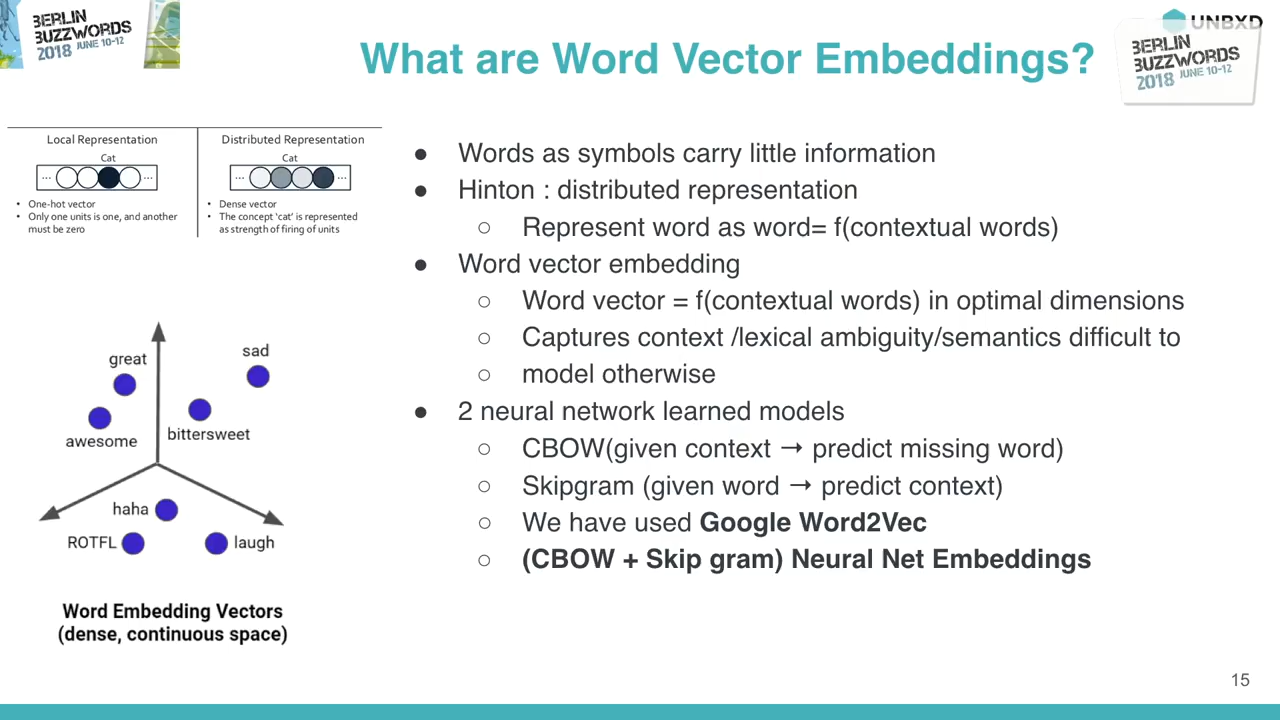 BERLIN
BUZZWORDS
2018 JUNE 10-12
What are Word Vector Embeddings?
UNBXD
BERLIN
BUZZWORDS
2018 JUNE 10-12
Local Representation
Cat
... ...
• One-hot vector
• Only one units is one, and another
must be zero
Distributed Representation
Cat
... ...
• Dense vector
• The concept 'cat' is represented
as strength of firing of units
great
sad
awesome
bittersweet
haha
ROTFL
laugh
Word Embedding Vectors
(dense, continuous space)
● Words as symbols carry little information
● Hinton : distributed representation
○ Represent word as word= f(contextual words)
● Word vector embedding
○ Word vector = f(contextual words) in optimal dimensions
○ Captures context /lexical ambiguity/semantics difficult to
○ model otherwise
● 2 neural network learned models
○ CBOW(given context → predict missing word)
○ Skipgram (given word → predict context)
○ We have used Google Word2Vec
○ (CBOW + Skip gram) Neural Net Embeddings
15